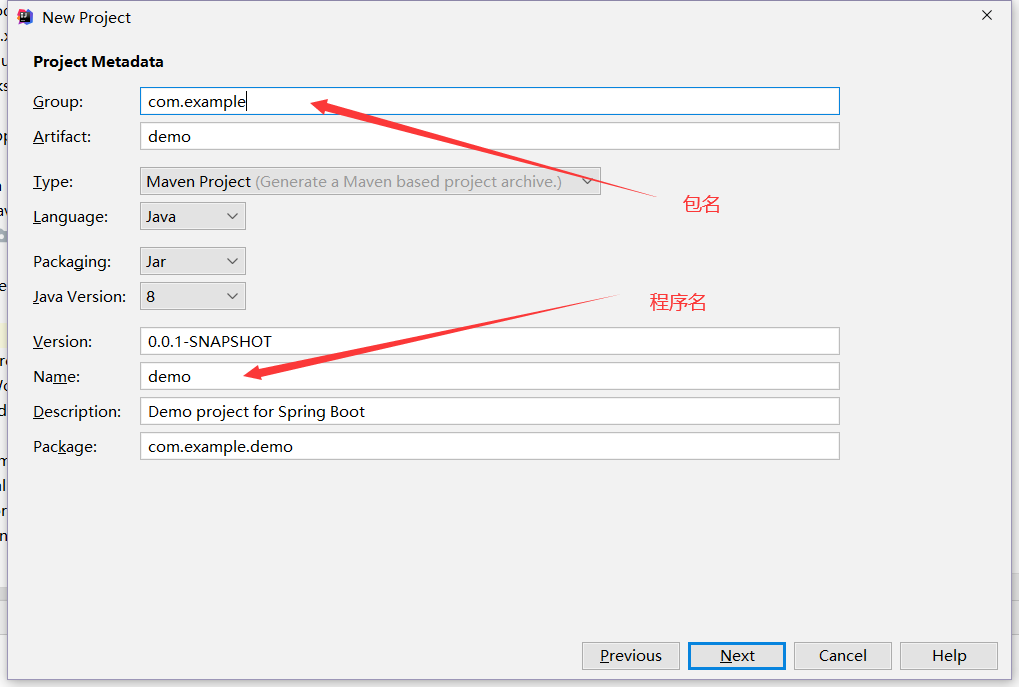 New Project
Project Metadata
Group: com.example
Artifact: demo
Type: Maven Project (Generate a Maven based project archive.)
包名
Language: Java
Packaging: Jar
Java Version: 8
程序名
Version: 0.0.1-SNAPSHOT
Name: demo
Description: Demo project for Spring Boot
Package: com.example.demo
Previous Next Cancel Help